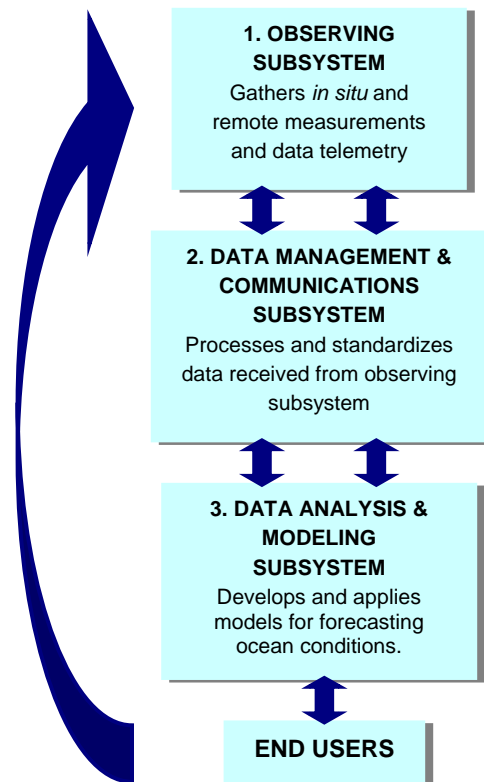 1. OBSERVING
SUBSYSTEM
Gathers in situ and
remote measurements
and data telemetry
2. DATA MANAGEMENT &
COMMUNICATIONS
SUBSYSTEM
Processes and standardizes
data received from observing
subsystem
3. DATA ANALYSIS &
MODELING
SUBSYSTEM
Develops and applies
models for forecasting
ocean conditions.
END USERS